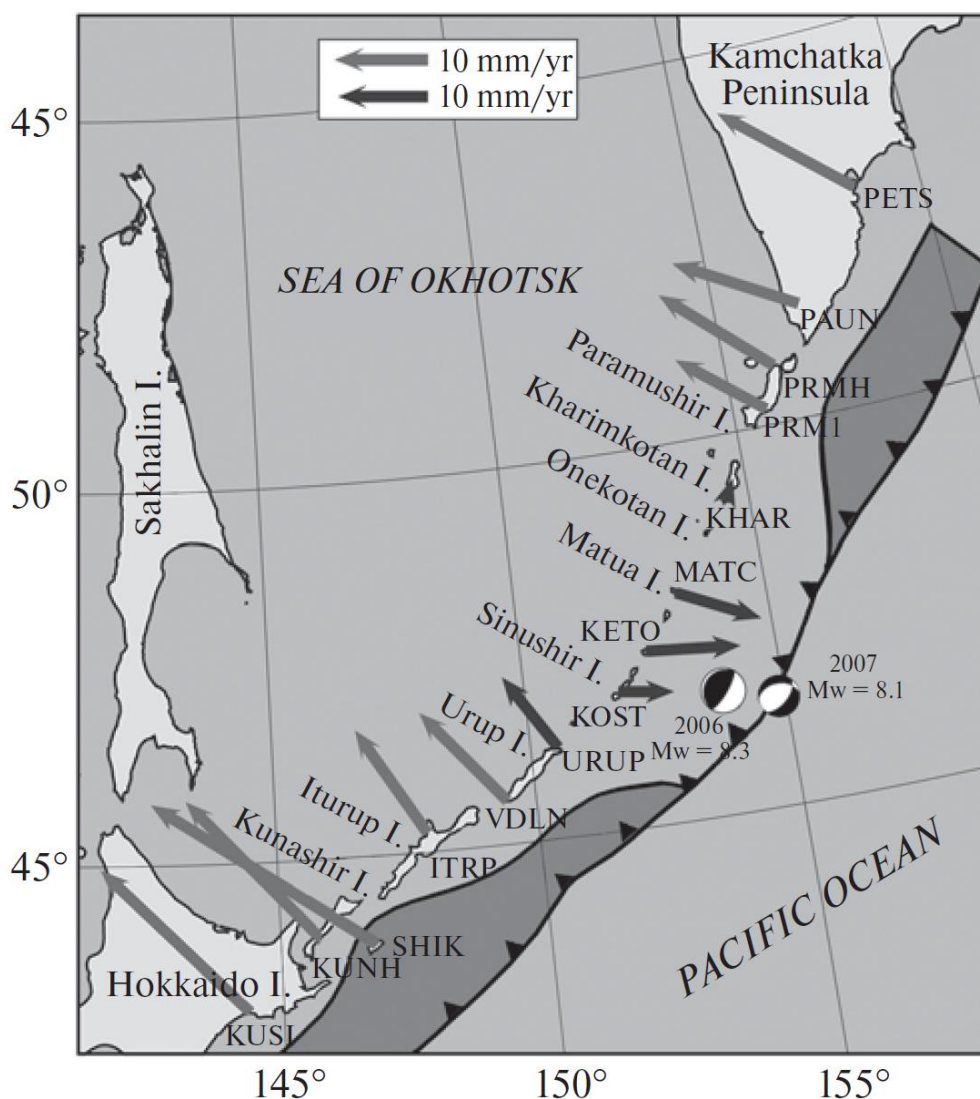 10 mm/yr
10 mm/yr
Kamchatka
Peninsula
45°
PETS
SEA OF OKHOTSK
PAUN
Paramushir I.
PRMH
PRM1
Kharimkotan I.
Sakhalin I.
50°
Onekotan I.
KHAR
Matua I.
MATC
KETO
Sinushir I.
2007
Mw = 8.1
KOST
2006
Mw = 8.3
Urup I.
URUP
Iturup I.
VDLN
Kunashir I.
45°
ITRP
PACIFIC OCEAN
SHIK
KUNH
Hokkaido I.
KUSI
145°
150°
155°